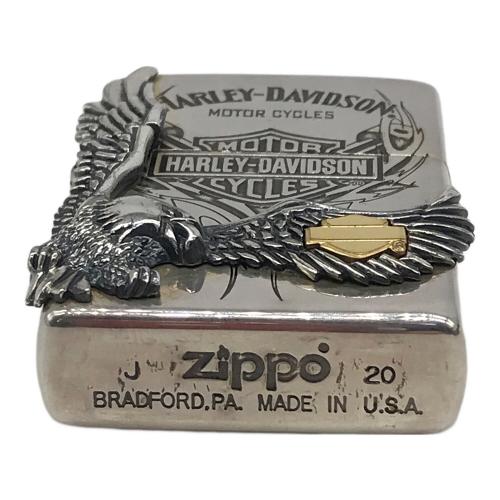 HARLEY-DAVIDSON
MOTOR CYCLES
MOTOR
HARLEY-DAVIDSON
CYCLES
J zippo 20
BRADFORD,PA. MADE IN U.S.A.